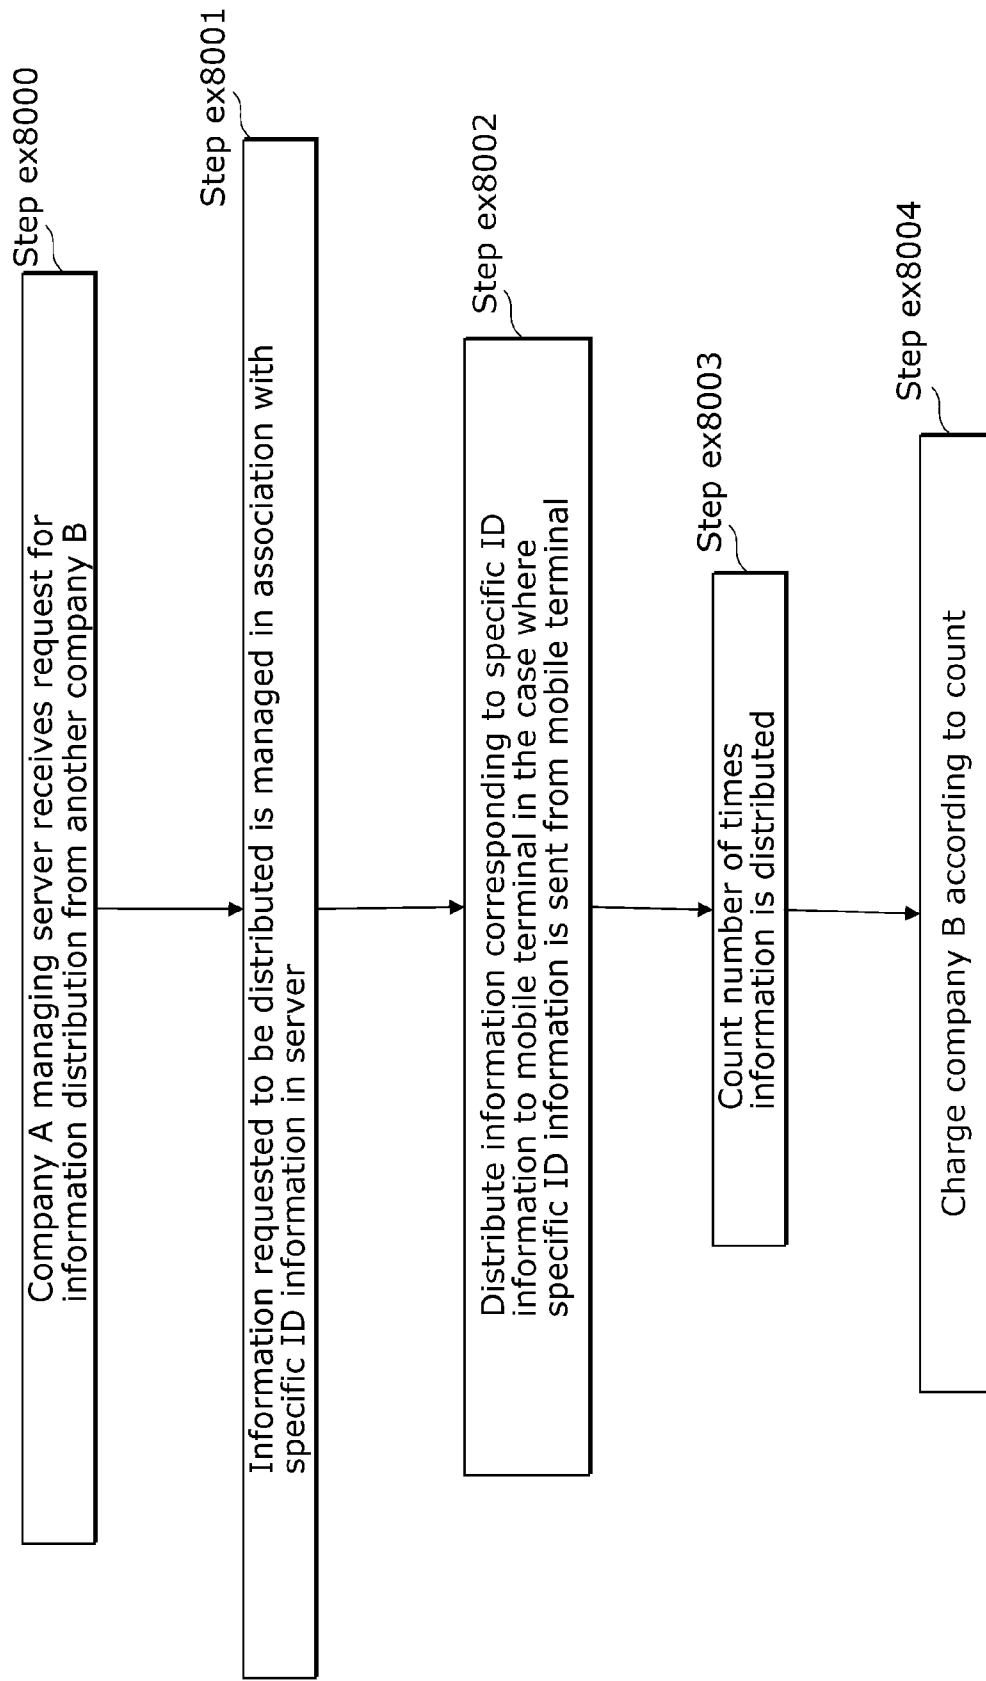 Step ex8000
Company A managing server receives request for
information distribution from another company B
Step ex8001
Information requested to be distributed is managed in association with
specific ID information in server
Step ex8002
Distribute information corresponding to specific ID
information to mobile terminal in the case where
specific ID information is sent from mobile terminal
Step ex8003
Count number of times
information is distributed
Step ex8004
Charge company B according to count